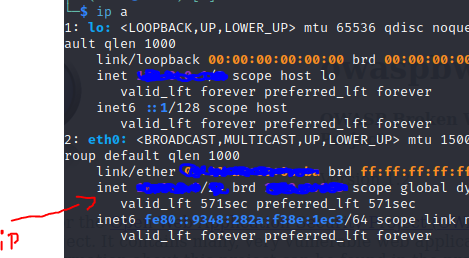 └─$ ip a
1: lo: <LOOPBACK,UP,LOWER_UP> mtu 65536 qdisc noque
ault qlen 1000
link/loopback 00:00:00:00:00:00 brd 00:00:00:00
inet scope host lo
valid_lft forever preferred_lft forever
inet6 ::1/128 scope host
valid_lft forever preferred_lft forever
2: eth0: <BROADCAST,MULTICAST,UP,LOWER_UP> mtu 1500
roup default qlen 1000
link/ether brd ff:ff:ff:ff:ff
inet brd scope global dy
valid_lft 571sec preferred_lft 571sec
ip
inet6 fe80::9348:282a:f38e:1ec3/64 scope link n
valid_lft forever preferred_lft forever